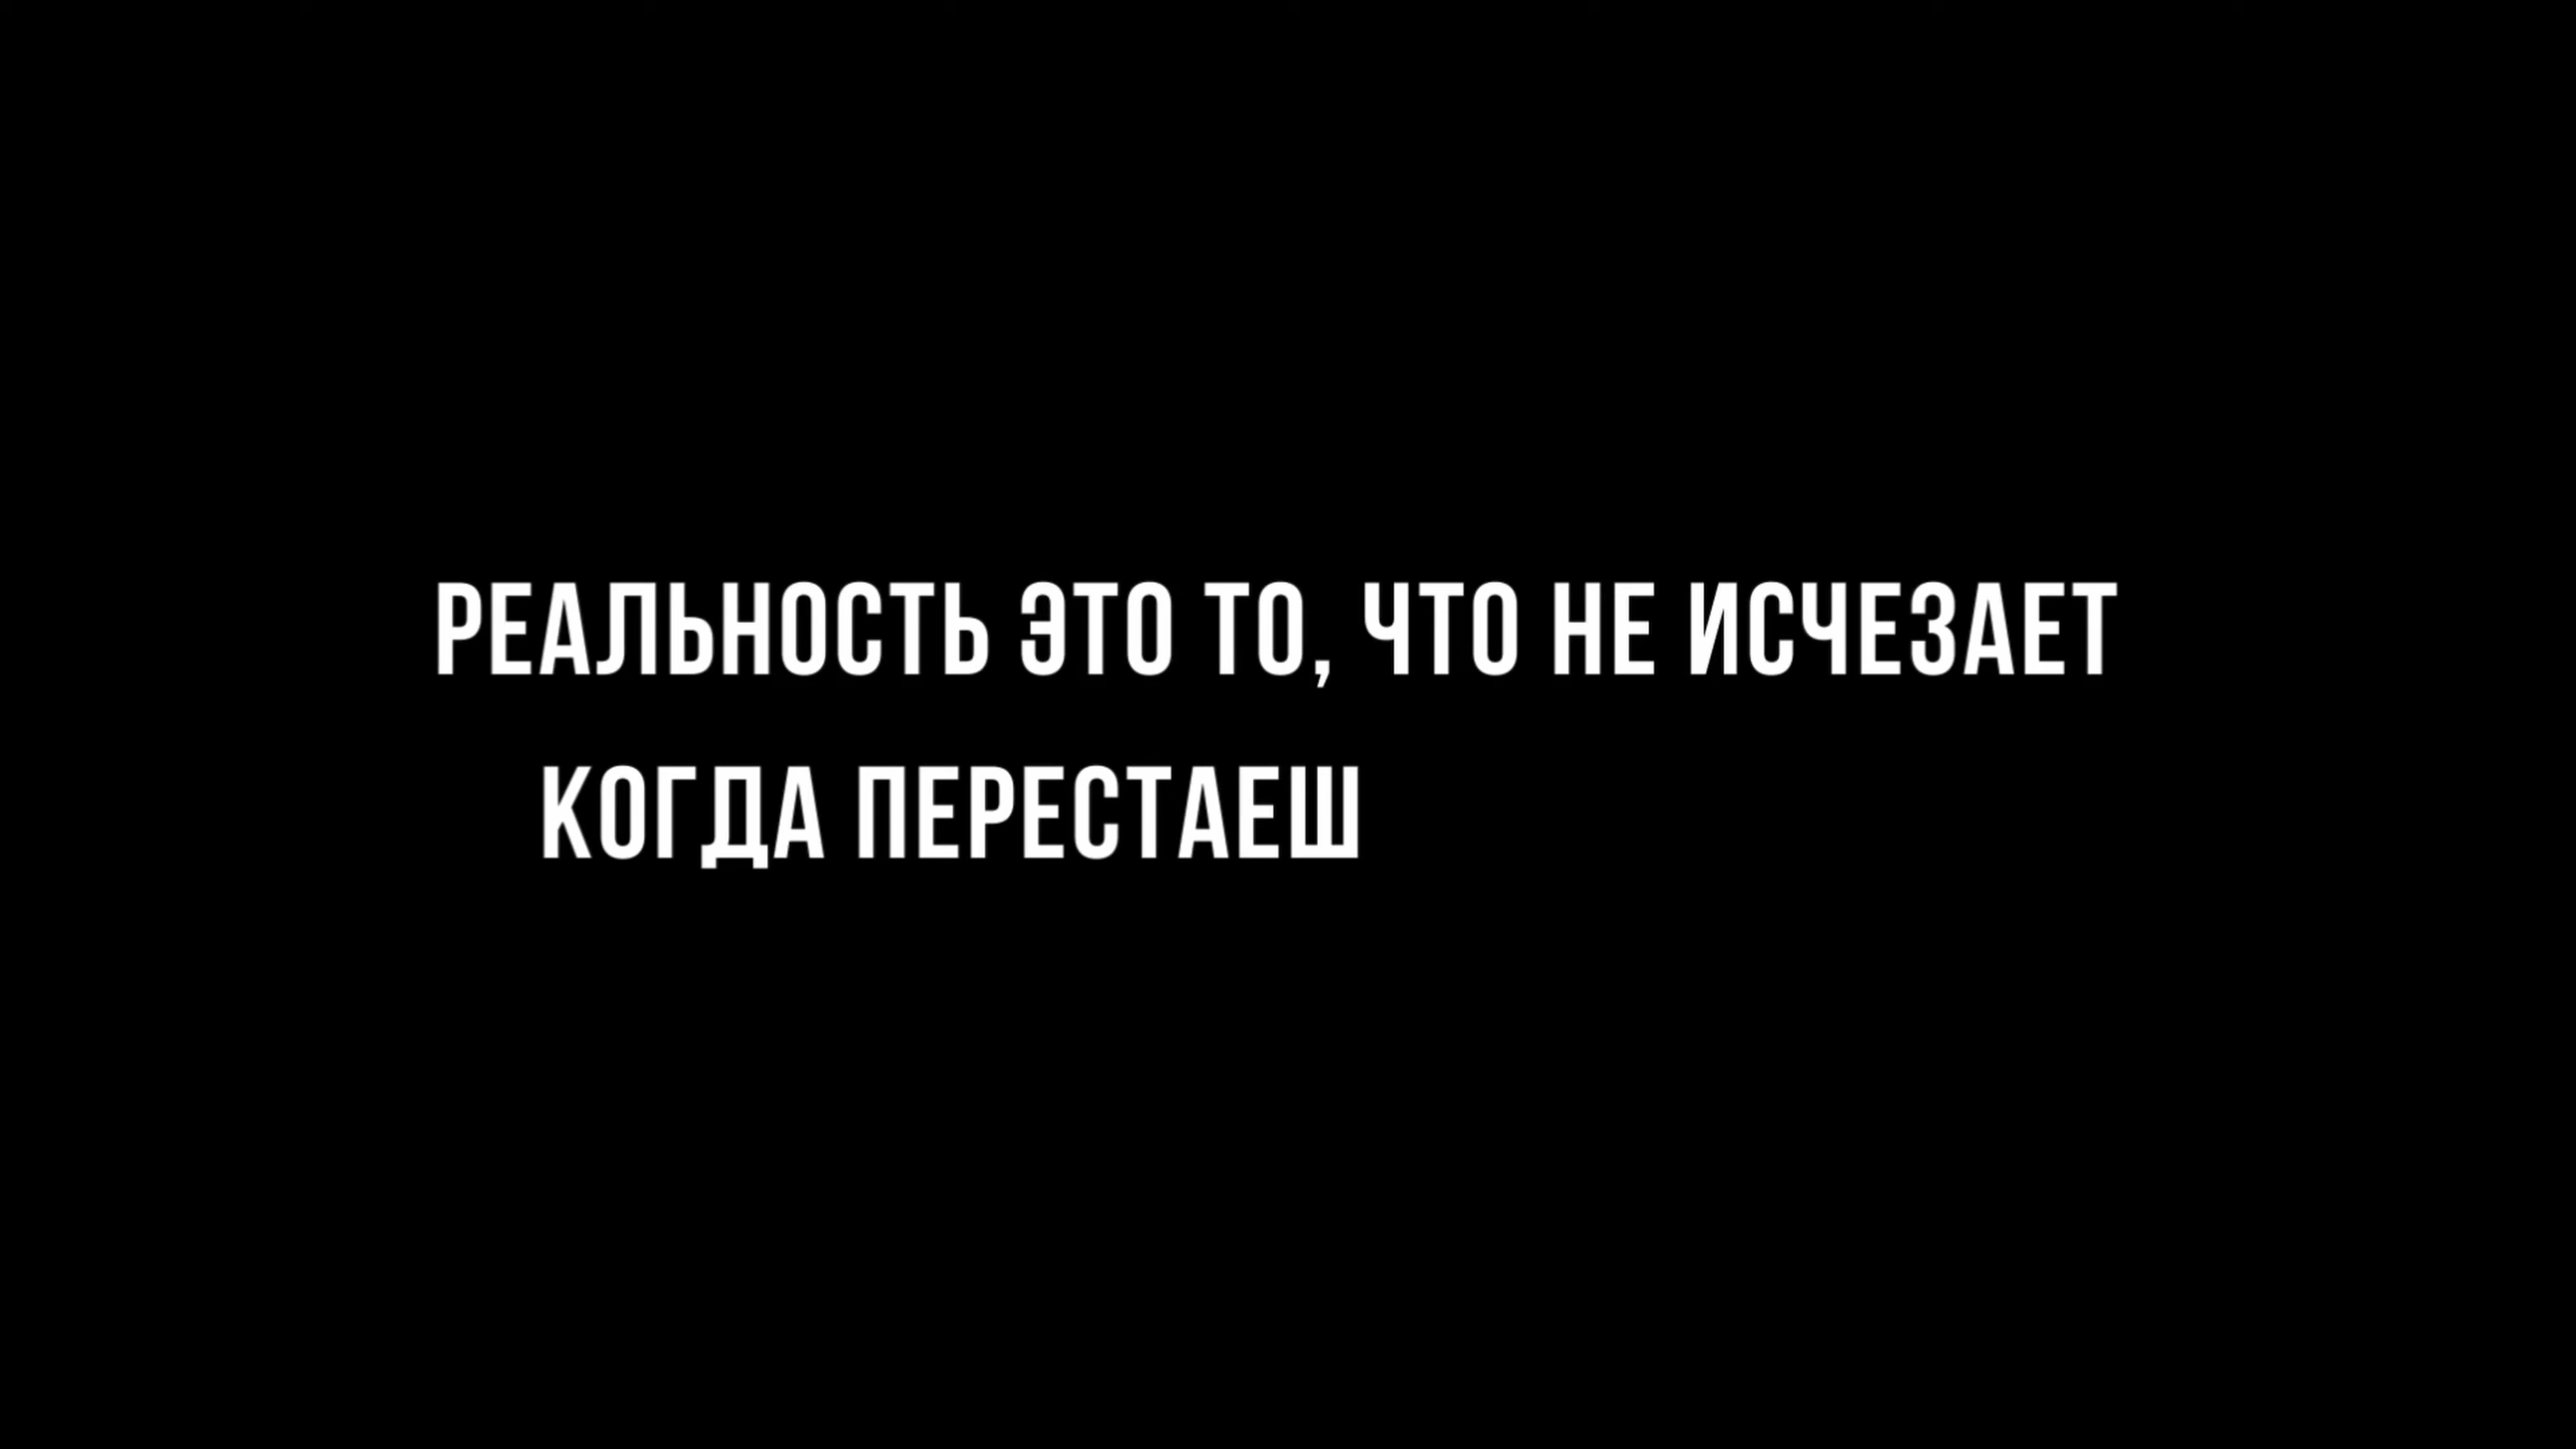 РЕАЛЬНОСТЬ ЭТО ТО, ЧТО НЕ ИСЧЕЗАЕТ
КОГДА ПЕРЕСТАЕШ